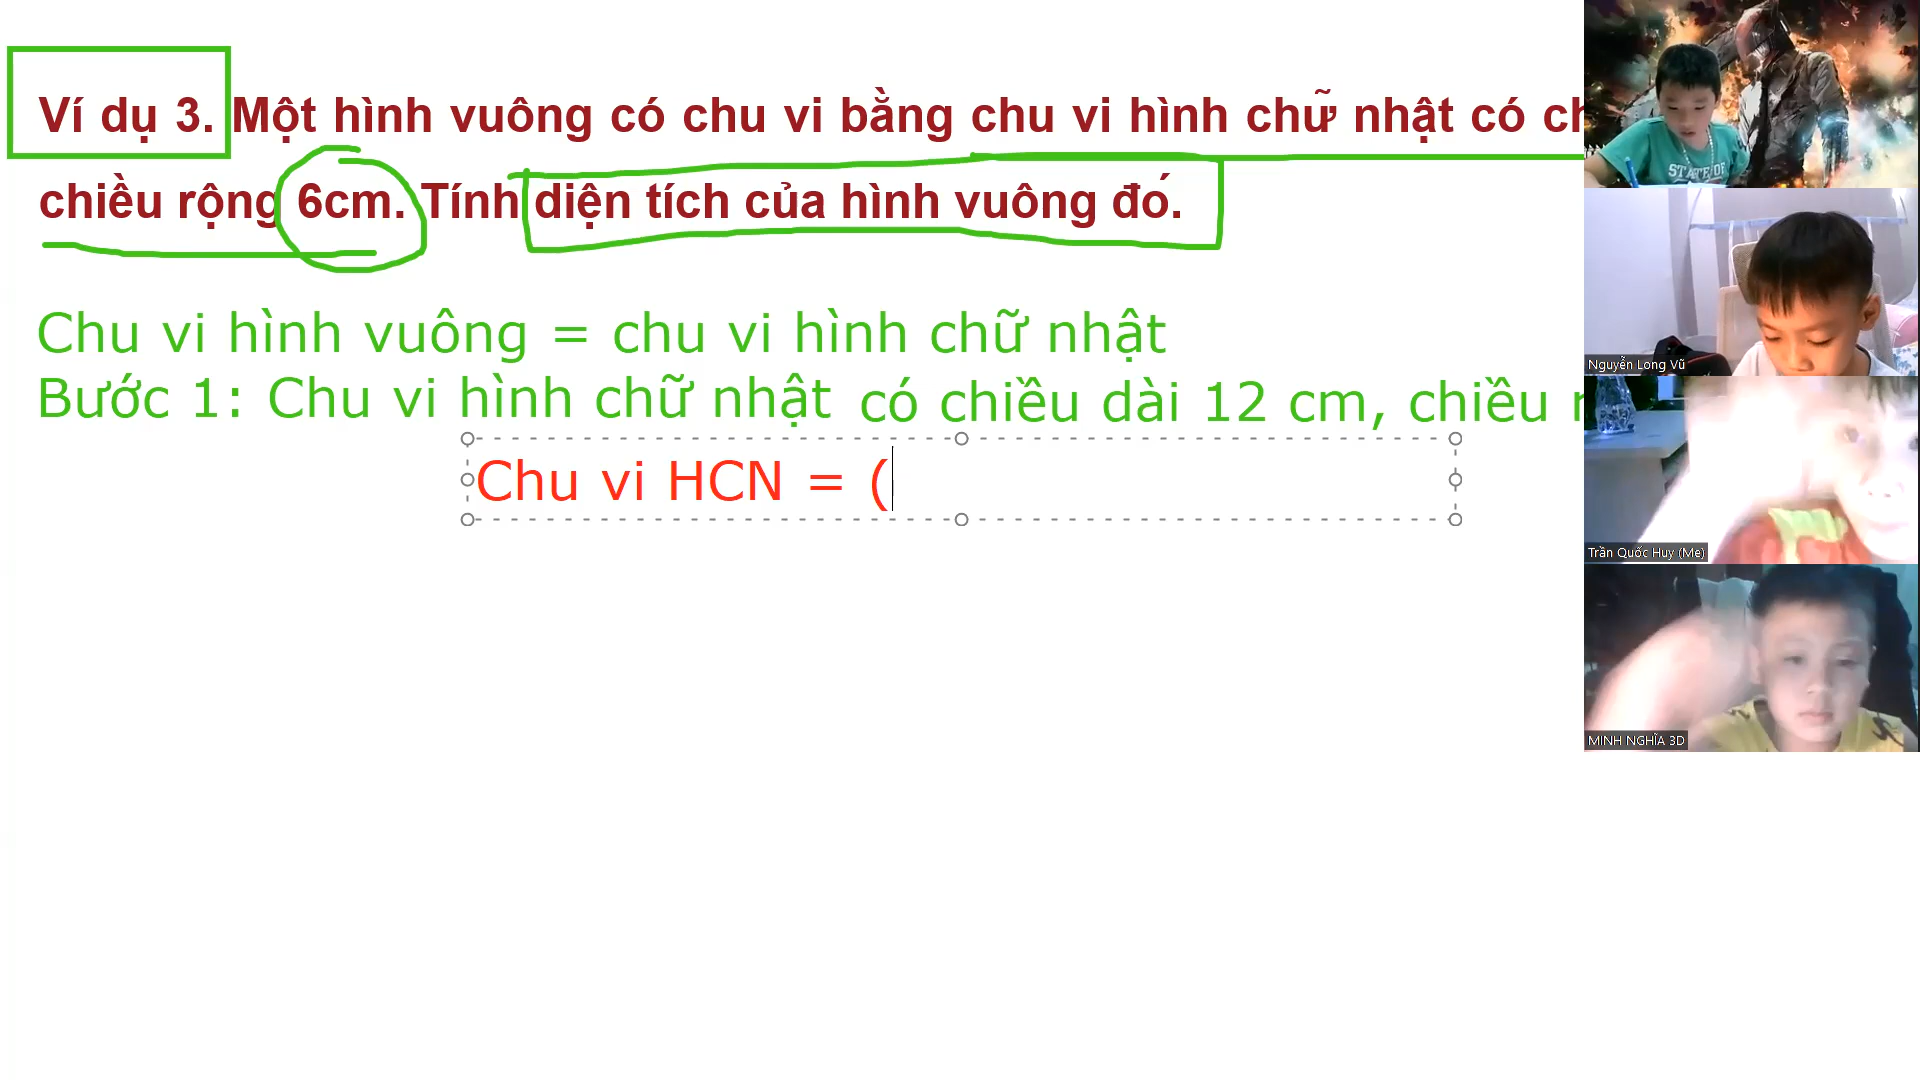 Ví dụ 3. Một hình vuông có chu vi bằng chu vi hình chữ nhật có
chiều rộng 6cm. Tính diện tích của hình vuông đó.
Chu vi hình vuông = chu vi hình chữ nhật
Bước 1: Chu vi hình chữ nhật có chiều dài 12 cm, chiều
Chu vi HCN = (
Nguyễn Long Vũ
Trần Quốc Huy (Me)
MINH NGHĨA 3D